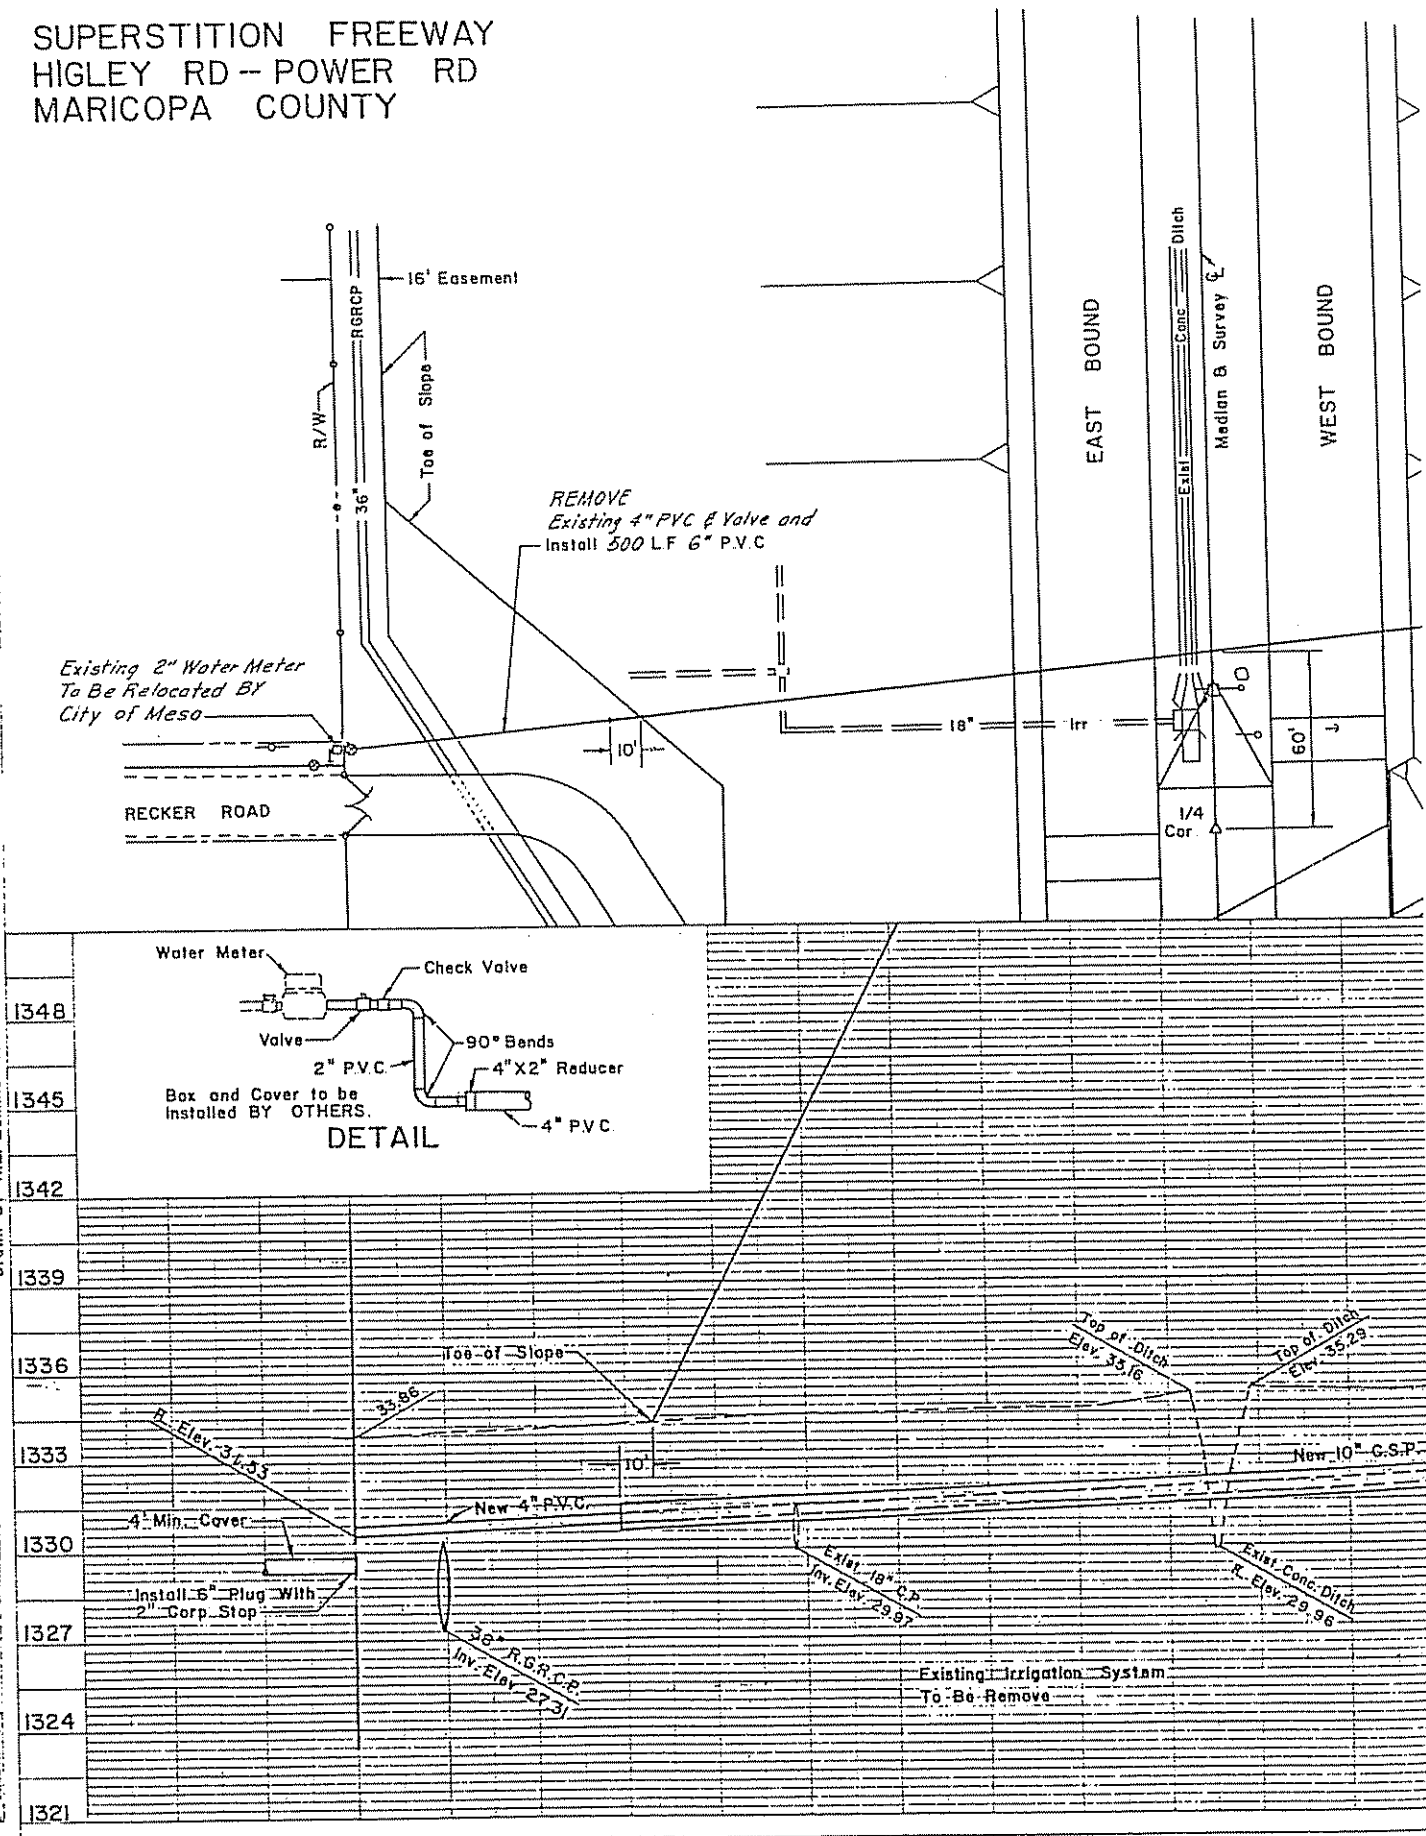 SUPERSTITION FREEWAY
HIGLEY RD -- POWER RD
MARICOPA COUNTY
16' Easement
RGRCP
36"
R/W
Toe of Slope
REMOVE
Existing 4" PVC & Valve and
Install 500 L.F 6" P.V.C
EAST BOUND
Exist Conc Ditch
Median & Survey ℄
WEST BOUND
Existing 2" Water Meter
To Be Relocated BY
City of Mesa
10'
18" Irr
60'
RECKER ROAD
1/4
Cor.
Water Meter
Check Valve
Valve
90° Bends
2" P.V.C.
4"X2" Reducer
Box and Cover to be
Installed BY OTHERS.
4" P.V.C.
DETAIL
1348
1345
1342
1339
1336
1333
1330
1327
1324
1321
Toe of Slope
Top of Ditch
Elev. 35.16
Top of Ditch
Elev. 35.29
33.86
Elev. 31.53
10'
New 10" C.S.P.
New 4" P.V.C.
4' Min. Cover
Install 6" Plug With
2" Corp Stop
Exist. 18" C.P.
Inv. Elev. 29.97
Exist. Conc. Ditch
Elev. 29.96
36" R.G.R.C.P.
Inv. Elev. 27.31
Existing Irrigation System
To Be Remove